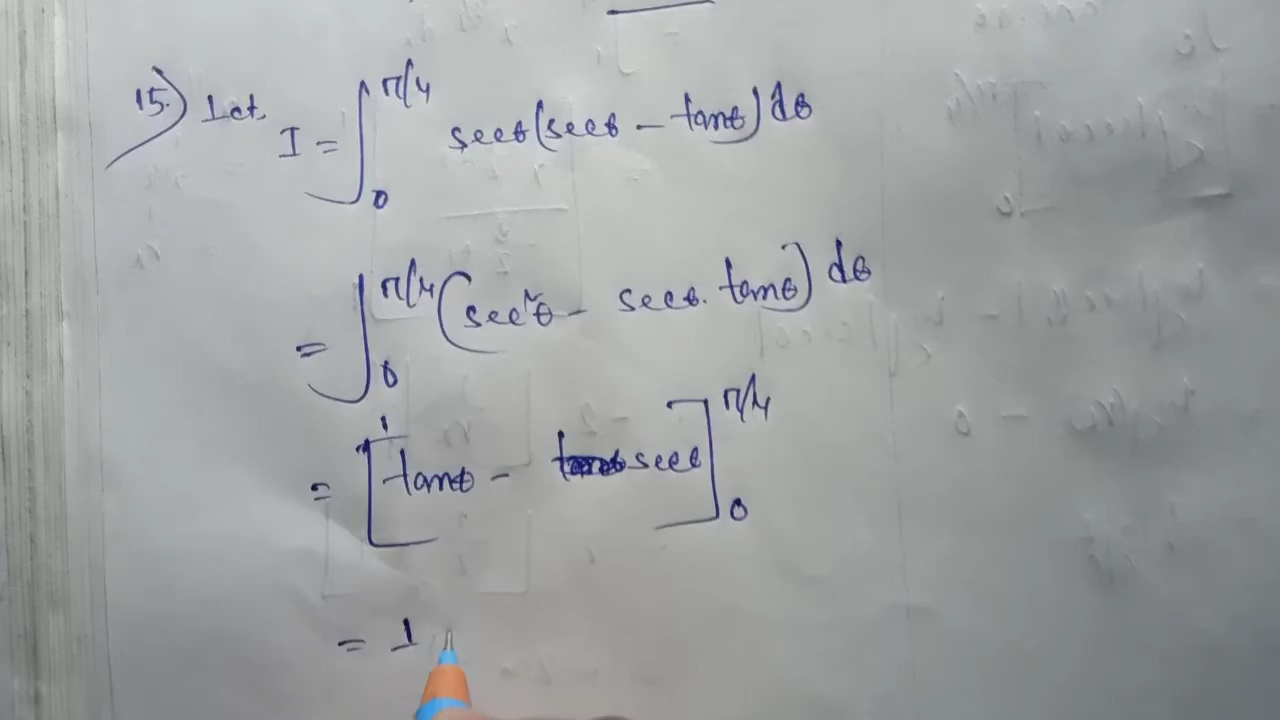 15.) Let I = ∫₀^π/4 secθ(secθ - tanθ)dθ
= ∫₀^π/4 (sec²θ - secθ. tanθ) dθ
= [tanθ - secθ]₀^π/4
= 1